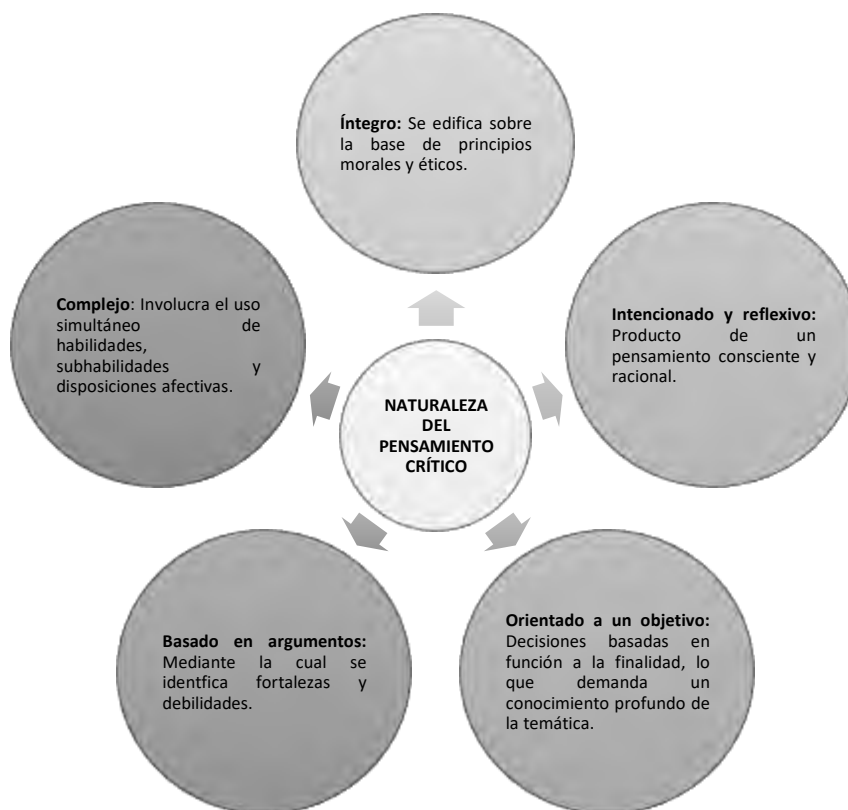 Íntegro: Se edifica sobre
la base de principios
morales y éticos.
Complejo: Involucra el uso
simultáneo de
habilidades,
subhabilidades y
disposiciones afectivas.
Intencionado y reflexivo:
Producto de un
pensamiento consciente y
racional.
NATURALEZA
DEL
PENSAMIENTO
CRÍTICO
Basado en argumentos:
Mediante la cual se
identfica fortalezas y
debilidades.
Orientado a un objetivo:
Decisiones basadas en
función a la finalidad, lo
que demanda un
conocimiento profundo de
la temática.